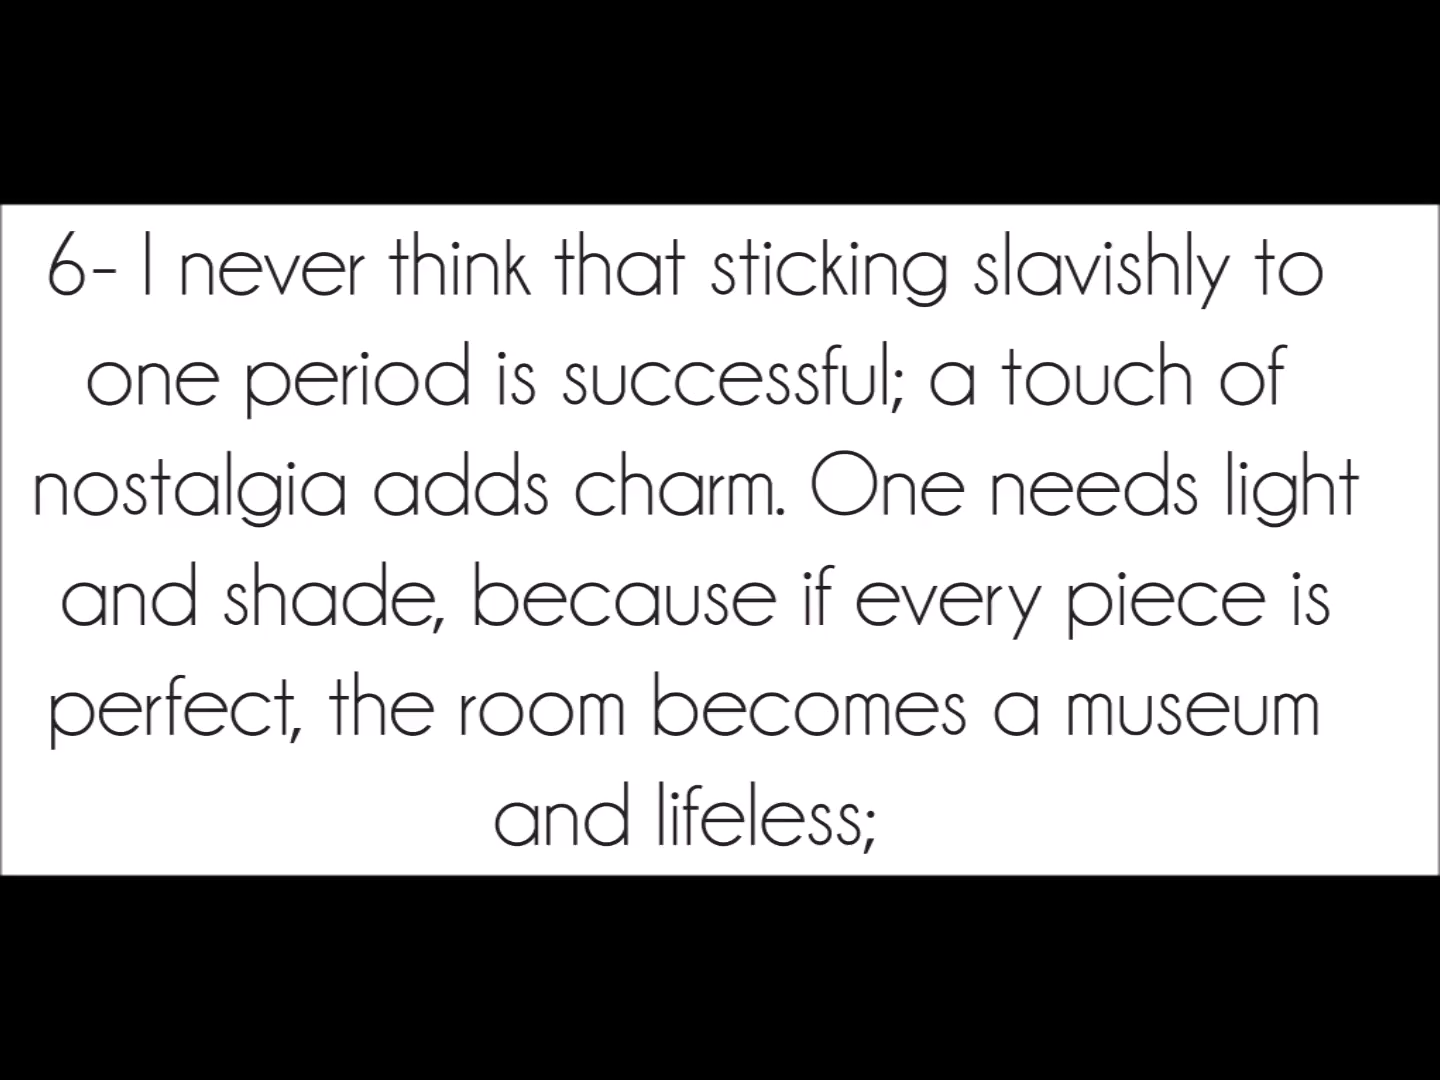 6- I never think that sticking slavishly to
one period is successful; a touch of
nostalgia adds charm. One needs light
and shade, because if every piece is
perfect, the room becomes a museum
and lifeless;